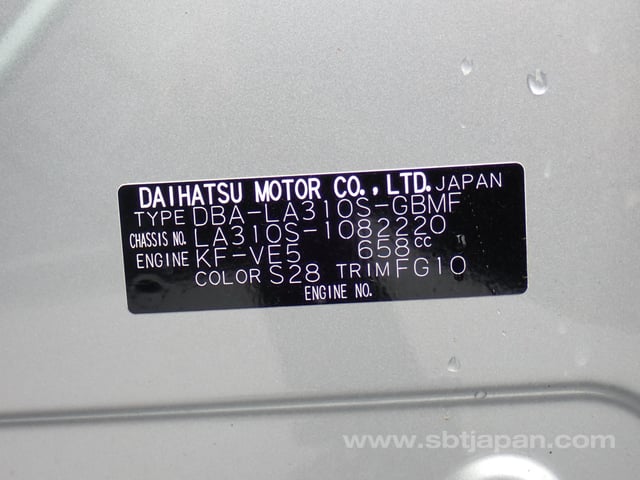 DAIHATSU MOTOR CO., LTD. JAPAN
TYPE DBA-LA310S-GBMF
CHASSIS NO. LA310S-1082220
ENGINE KF-VE5 658cc
COLOR S28 TRIM FG10
ENGINE NO.
www.sbtjapan.com